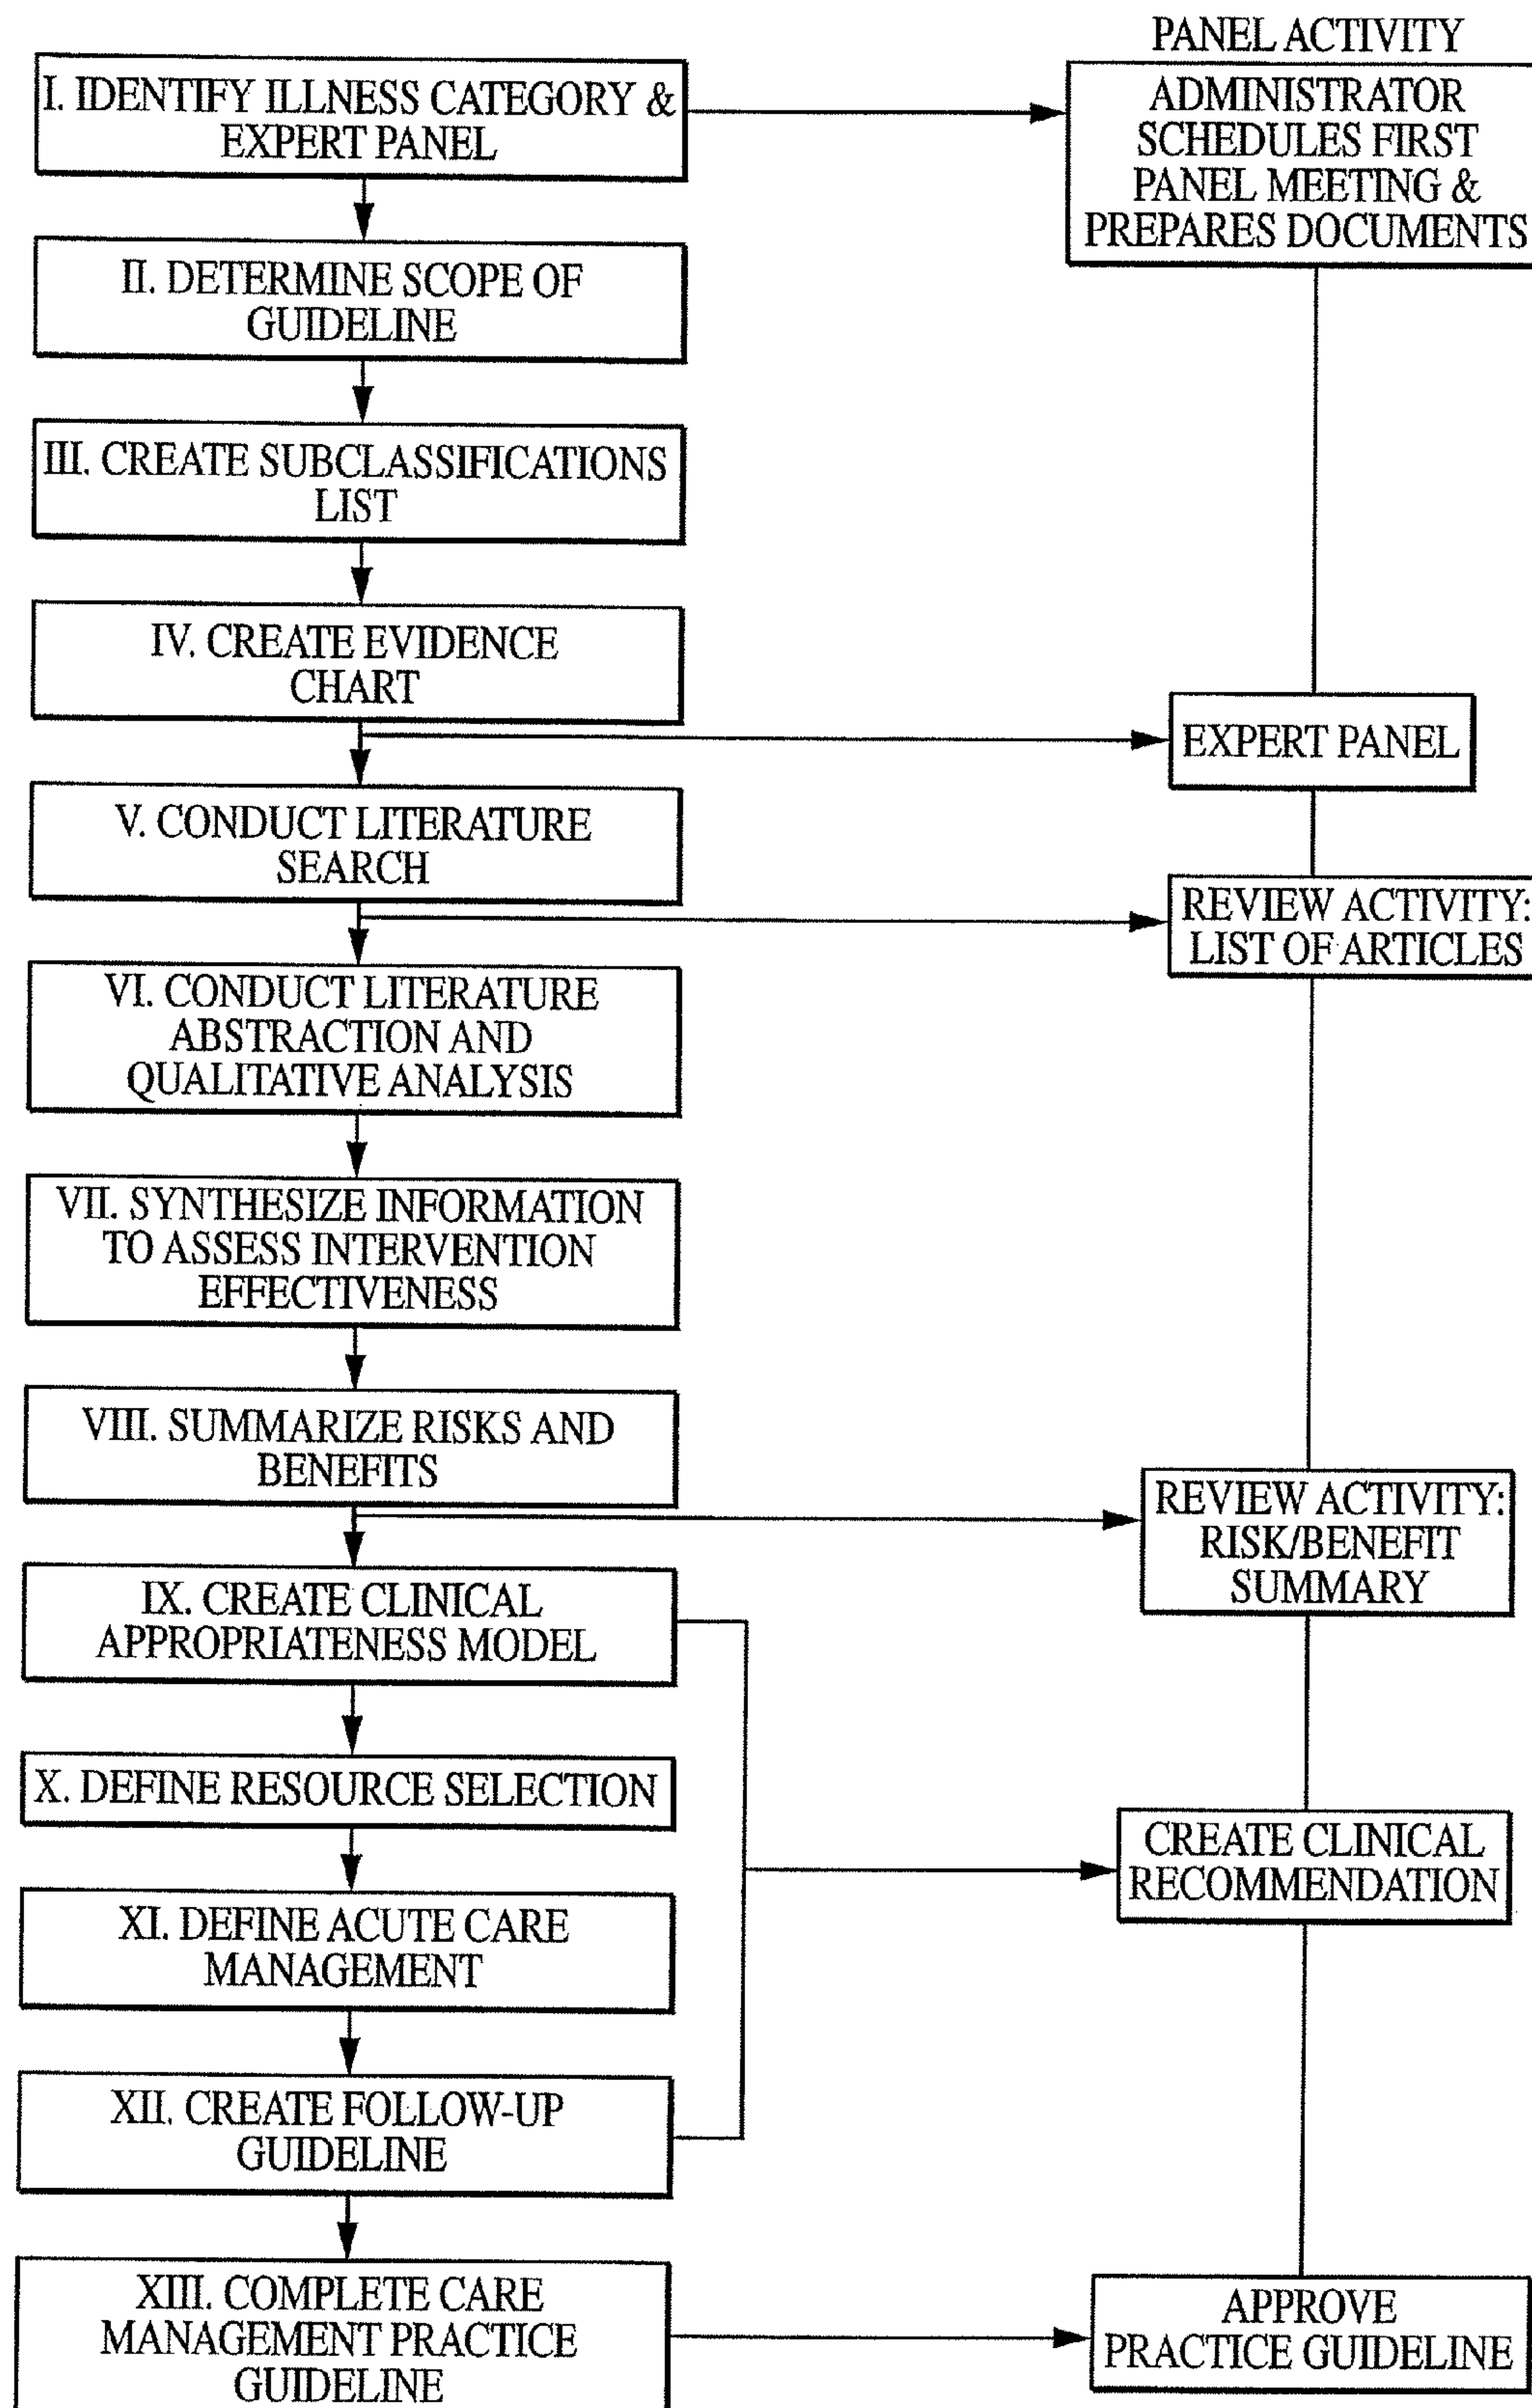 PANEL ACTIVITY
I. IDENTIFY ILLNESS CATEGORY &
EXPERT PANEL
ADMINISTRATOR
SCHEDULES FIRST
PANEL MEETING &
PREPARES DOCUMENTS
II. DETERMINE SCOPE OF
GUIDELINE
III. CREATE SUBCLASSIFICATIONS
LIST
IV. CREATE EVIDENCE
CHART
EXPERT PANEL
V. CONDUCT LITERATURE
SEARCH
REVIEW ACTIVITY:
LIST OF ARTICLES
VI. CONDUCT LITERATURE
ABSTRACTION AND
QUALITATIVE ANALYSIS
VII. SYNTHESIZE INFORMATION
TO ASSESS INTERVENTION
EFFECTIVENESS
VIII. SUMMARIZE RISKS AND
BENEFITS
REVIEW ACTIVITY:
RISK/BENEFIT
SUMMARY
IX. CREATE CLINICAL
APPROPRIATENESS MODEL
X. DEFINE RESOURCE SELECTION
CREATE CLINICAL
RECOMMENDATION
XI. DEFINE ACUTE CARE
MANAGEMENT
XII. CREATE FOLLOW-UP
GUIDELINE
XIII. COMPLETE CARE
MANAGEMENT PRACTICE
GUIDELINE
APPROVE
PRACTICE GUIDELINE